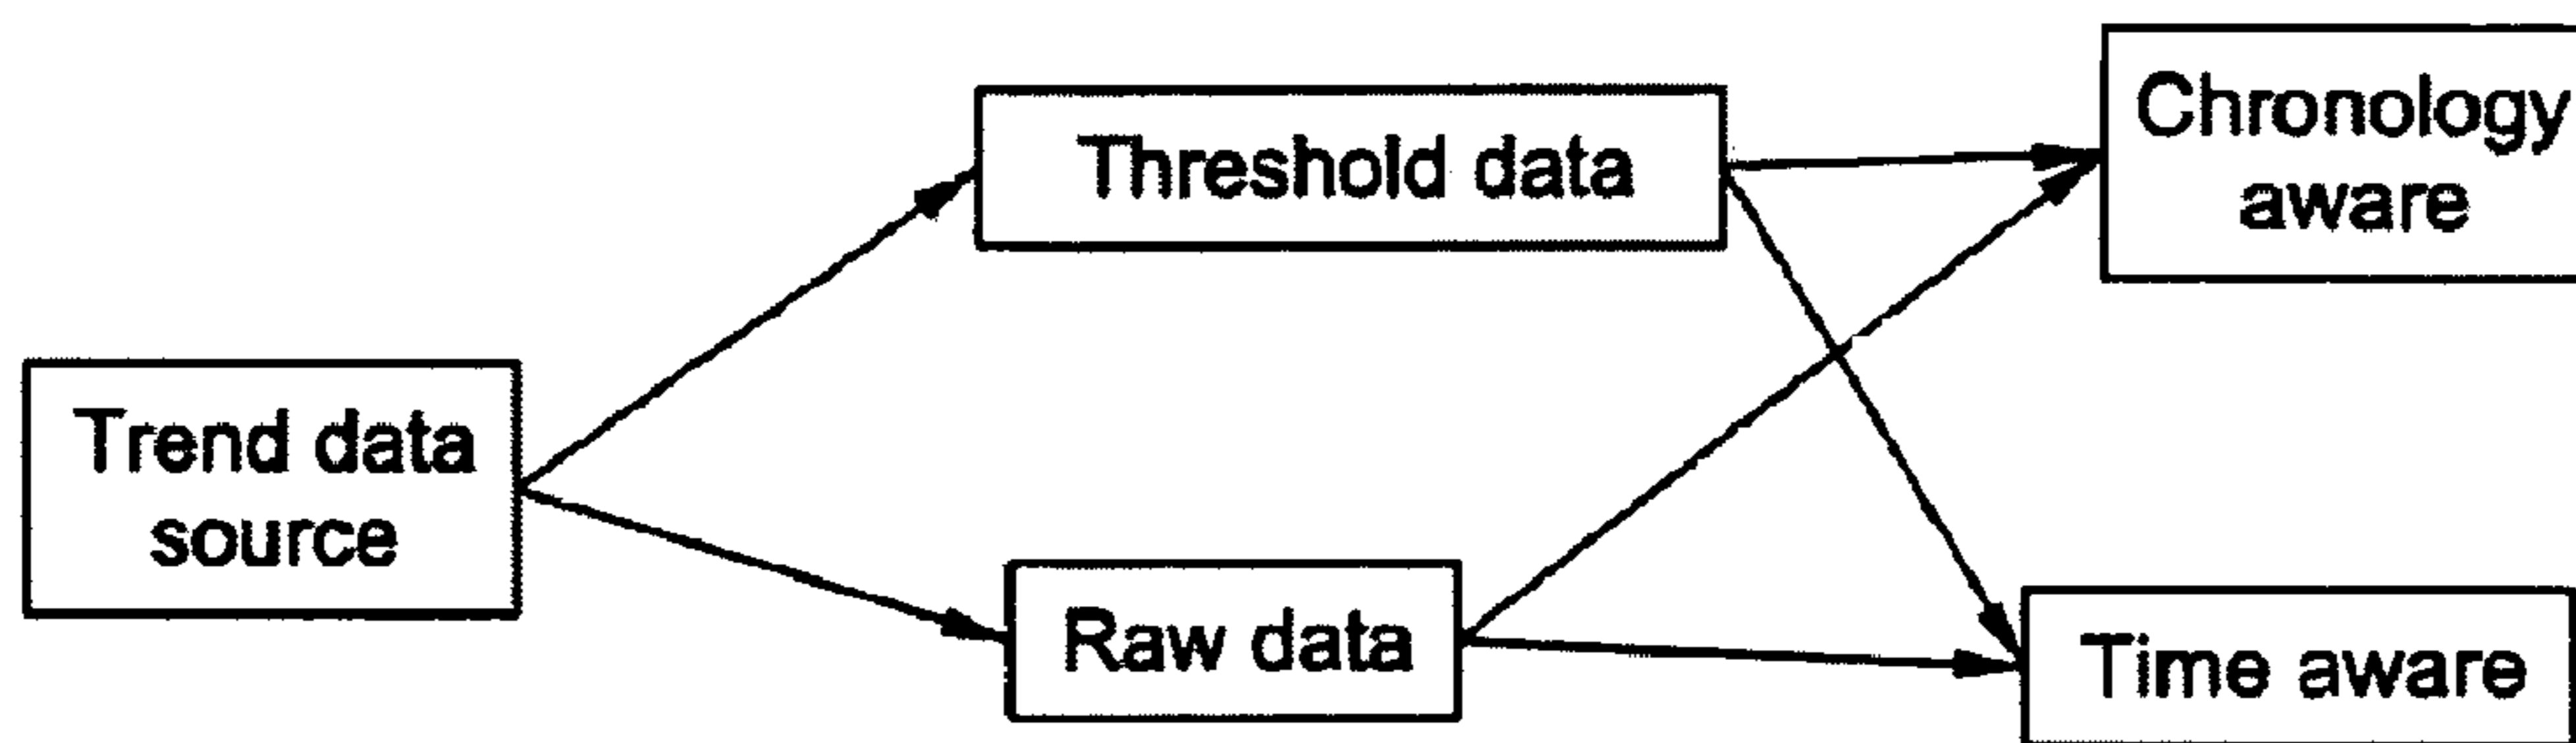 Trend data
source
Threshold data
Raw data
Chronology
aware
Time aware